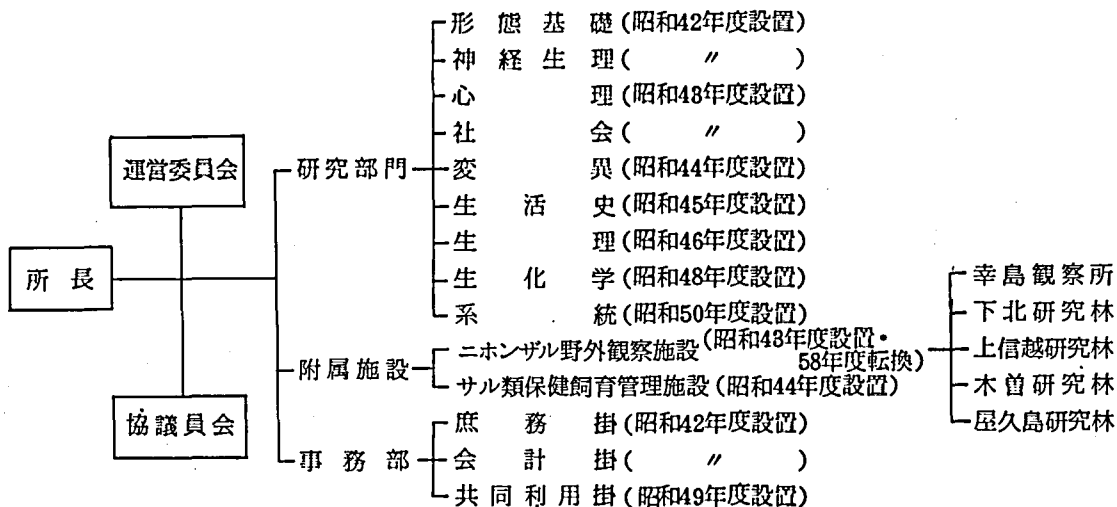 所長
運営委員会
協議員会
研究部門
形態基礎(昭和42年度設置)
神経生理( 〃 )
心理(昭和43年度設置)
社会( 〃 )
変異(昭和44年度設置)
生活史(昭和45年度設置)
生理(昭和46年度設置)
生化学(昭和48年度設置)
系統(昭和50年度設置)
附属施設
ニホンザル野外観察施設(昭和43年度設置・
58年度転換)
サル類保健飼育管理施設(昭和44年度設置)
幸島観察所
下北研究林
上信越研究林
木曽研究林
屋久島研究林
事務部
庶務掛(昭和42年度設置)
会計掛( 〃 )
共同利用掛(昭和49年度設置)